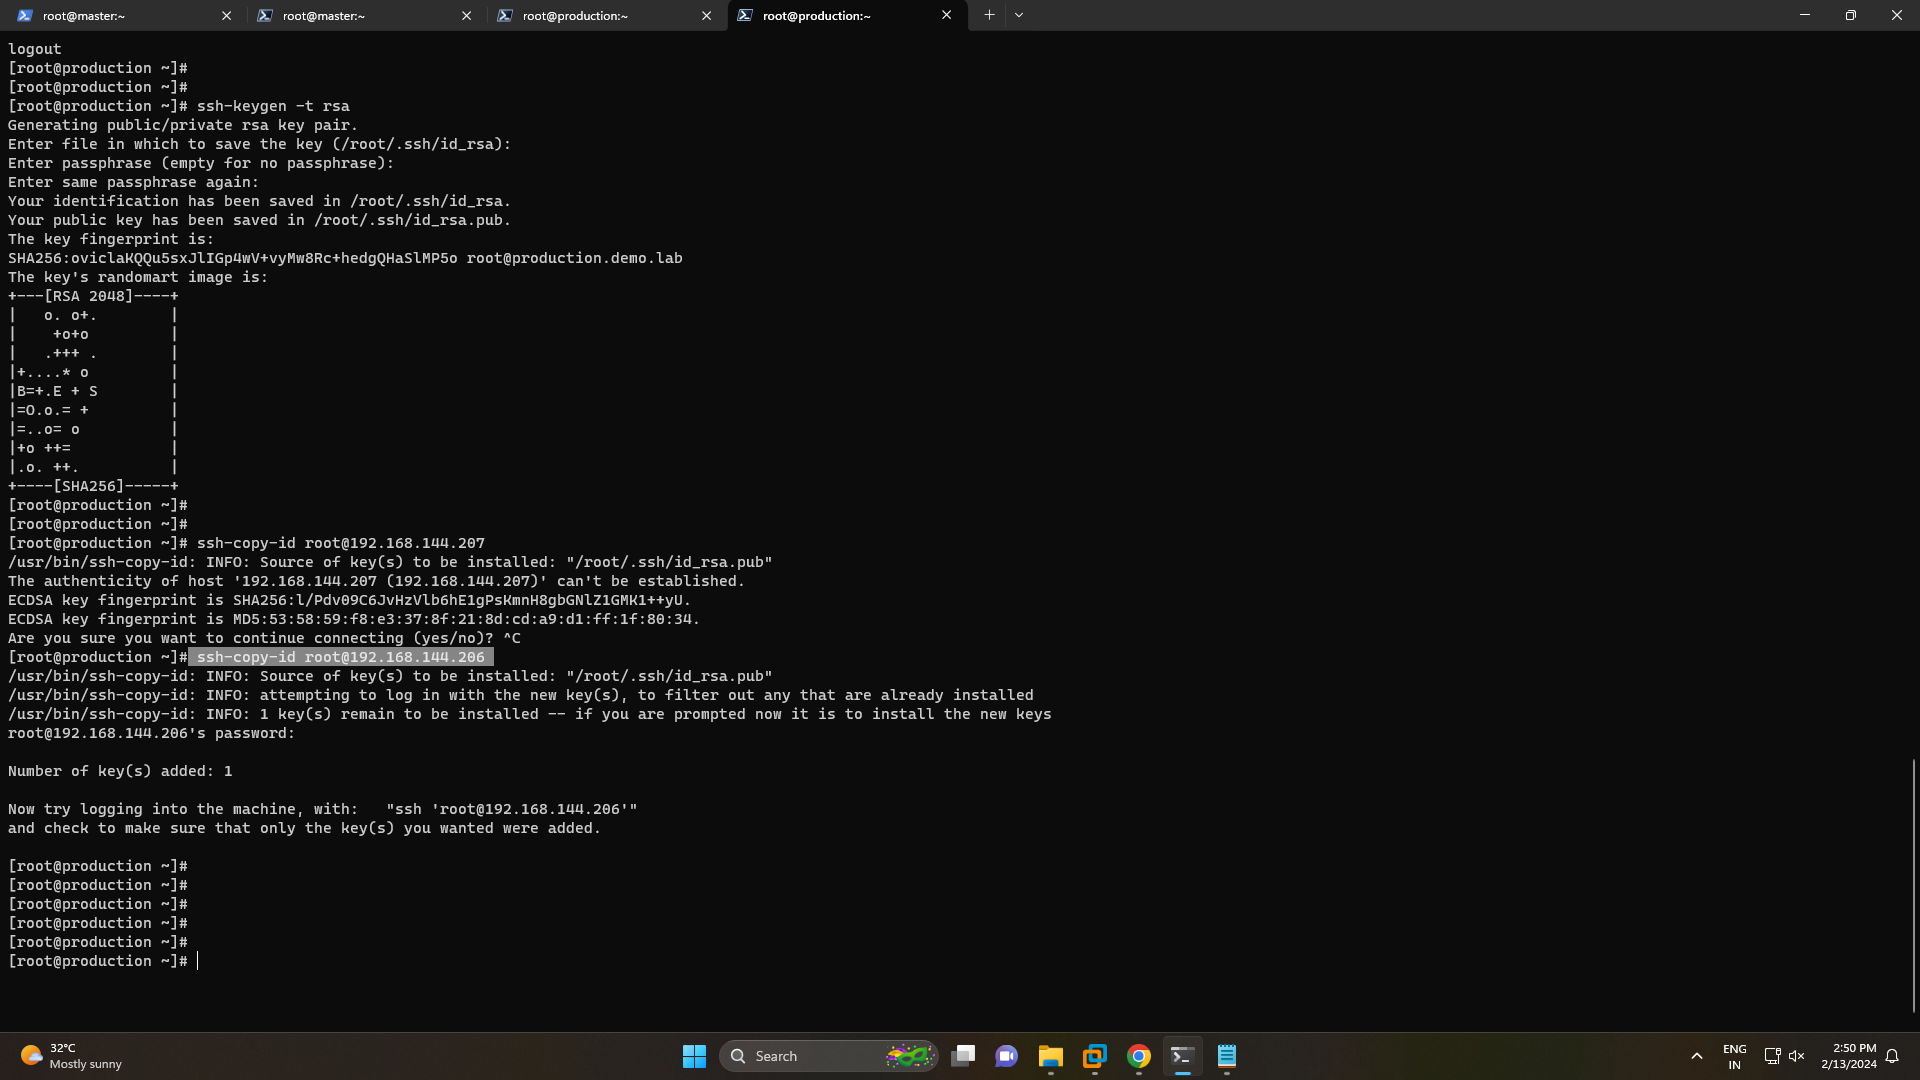 root@master:~
root@master:~
root@production:~
root@production:~
logout
[root@production ~]#
[root@production ~]#
[root@production ~]# ssh-keygen -t rsa
Generating public/private rsa key pair.
Enter file in which to save the key (/root/.ssh/id_rsa):
Enter passphrase (empty for no passphrase):
Enter same passphrase again:
Your identification has been saved in /root/.ssh/id_rsa.
Your public key has been saved in /root/.ssh/id_rsa.pub.
The key fingerprint is:
SHA256:oviclaKQQu5sxJlIGp4wV+vyMw8Rc+hedgQHaSlMP5o root@production.demo.lab
The key's randomart image is:
+---[RSA 2048]----+
|   o. o+.        |
|    +o+o         |
|   .+++ .        |
|+....* o         |
|B=+.E + S        |
|=O.o.= +         |
|=..o= o          |
|+o ++=           |
|.o. ++.          |
+----[SHA256]-----+
[root@production ~]#
[root@production ~]#
[root@production ~]# ssh-copy-id root@192.168.144.207
/usr/bin/ssh-copy-id: INFO: Source of key(s) to be installed: "/root/.ssh/id_rsa.pub"
The authenticity of host '192.168.144.207 (192.168.144.207)' can't be established.
ECDSA key fingerprint is SHA256:l/Pdv09C6JvHzVlb6hE1gPsKmnH8gbGNlZ1GMK1++yU.
ECDSA key fingerprint is MD5:53:58:59:f8:e3:37:8f:21:8d:cd:a9:d1:ff:1f:80:34.
Are you sure you want to continue connecting (yes/no)? ^C
[root@production ~]# ssh-copy-id root@192.168.144.206
/usr/bin/ssh-copy-id: INFO: Source of key(s) to be installed: "/root/.ssh/id_rsa.pub"
/usr/bin/ssh-copy-id: INFO: attempting to log in with the new key(s), to filter out any that are already installed
/usr/bin/ssh-copy-id: INFO: 1 key(s) remain to be installed -- if you are prompted now it is to install the new keys
root@192.168.144.206's password:
Number of key(s) added: 1
Now try logging into the machine, with:   "ssh 'root@192.168.144.206'"
and check to make sure that only the key(s) you wanted were added.
[root@production ~]#
[root@production ~]#
[root@production ~]#
[root@production ~]#
[root@production ~]#
[root@production ~]#
32°C
Mostly sunny
Search
ENG
IN
2:50 PM
2/13/2024